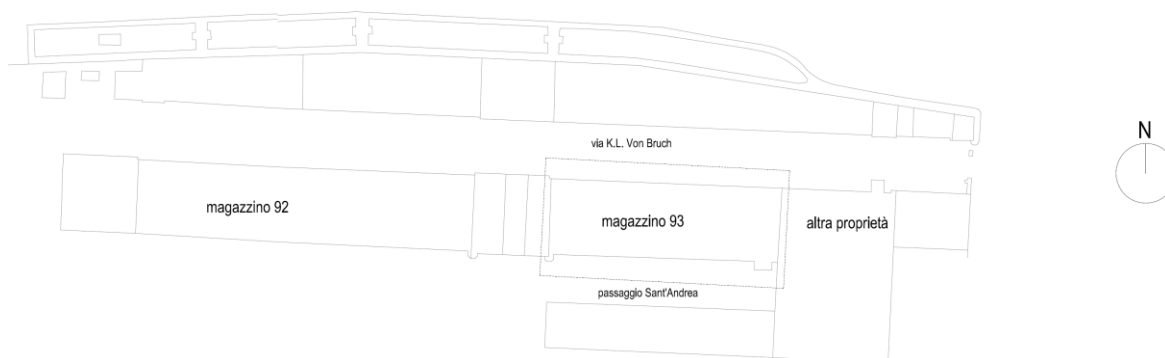 via K.L. Von Bruch
N
magazzino 92
magazzino 93
altra proprietà
passaggio Sant'Andrea